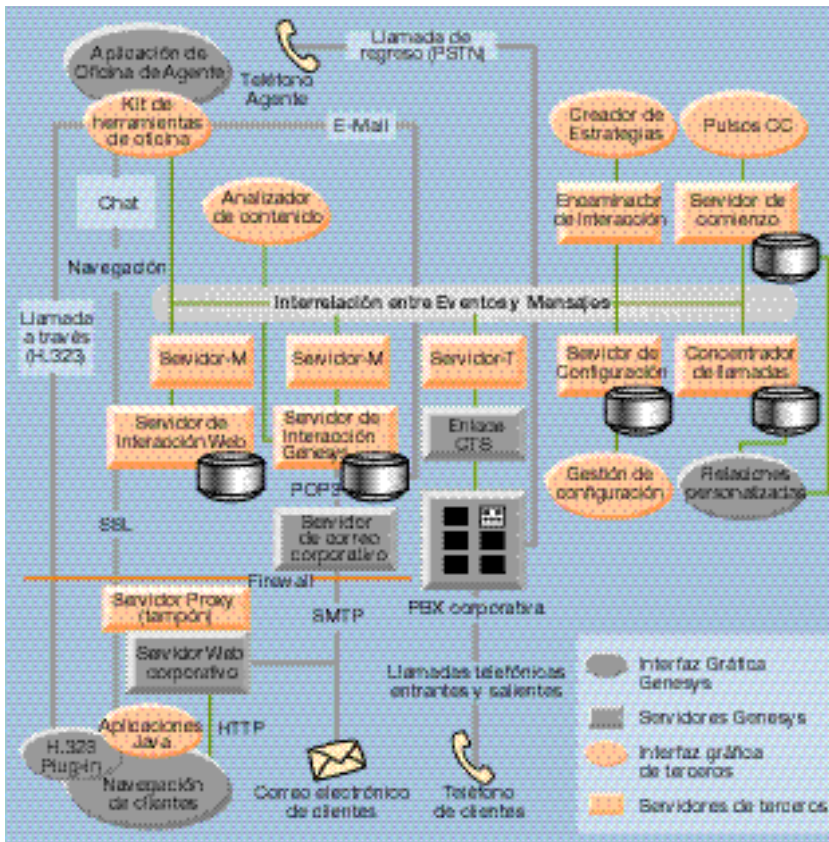 Aplicación de
Oficina de Agente
Kit de
herramientas
de oficina
Teléfono
Agente
Llamada de
regreso (PSTN)
E-Mail
Creador de
Estrategias
Pulsos CC
Chat
Analizador
de contenido
Encaminador
de Interacción
Servidor de
comienzo
Navegación
Interrelación entre Eventos y Mensajes
Llamada
a través
(H.323)
Servidor-M
Servidor-M
Servidor-T
Servidor de
Configuración
Concentrador
de llamadas
Servidor de
Interacción Web
Servidor de
Interacción
Genesys
Enlace
CTS
POP3
Gestión de
configuración
Relaciones
personalizadas
SSL
Servidor
de correo
corporativo
Firewall
PBX corporativa
Servidor Proxy
(tampón)
SMTP
Servidor Web
corporativo
Llamadas telefónicas
entrantes y salientes
Interfaz Gráfica
Genesys
Servidores Genesys
Interfaz gráfica
de terceros
Servidores de terceros
Aplicaciones
Java
HTTP
H.323
Plug-in
Navegación
de clientes
Correo electrónico
de clientes
Teléfono
de clientes